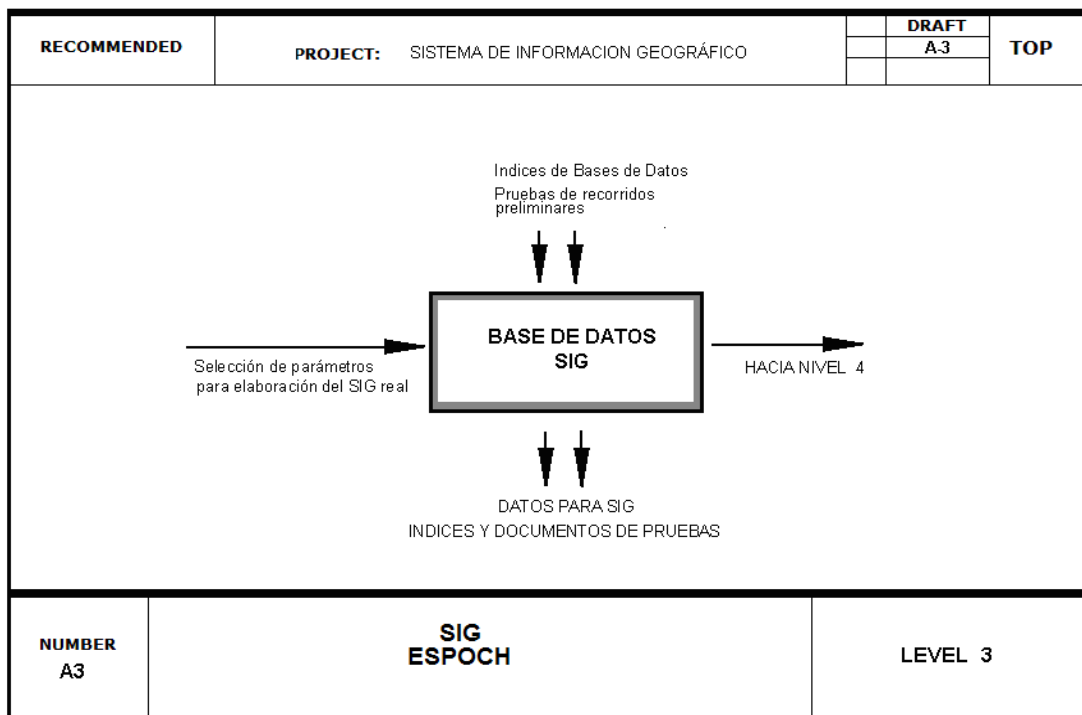 RECOMMENDED
PROJECT: SISTEMA DE INFORMACION GEOGRÁFICO
DRAFT
A-3
TOP
Indices de Bases de Datos
Pruebas de recorridos
preliminares
BASE DE DATOS
SIG
Selección de parámetros
para elaboración del SIG real
HACIA NIVEL 4
DATOS PARA SIG
INDICES Y DOCUMENTOS DE PRUEBAS
NUMBER
A3
SIG
ESPOCH
LEVEL 3